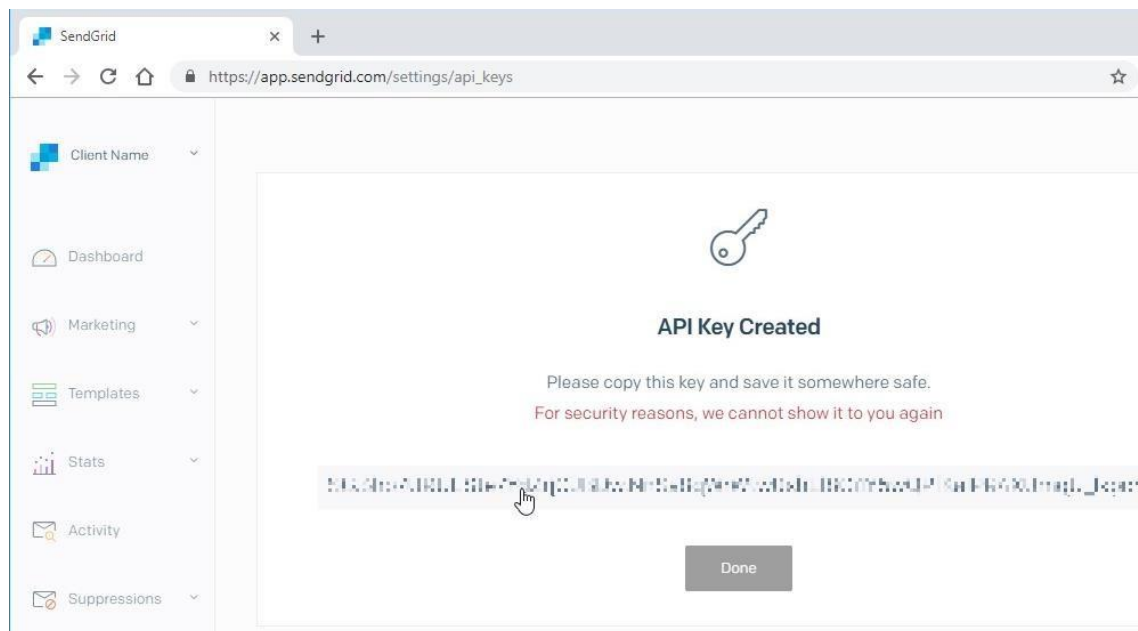 SendGrid
https://app.sendgrid.com/settings/api_keys
Client Name
Dashboard
Marketing
Templates
Stats
Activity
Suppressions
API Key Created
Please copy this key and save it somewhere safe.
For security reasons, we cannot show it to you again
Done